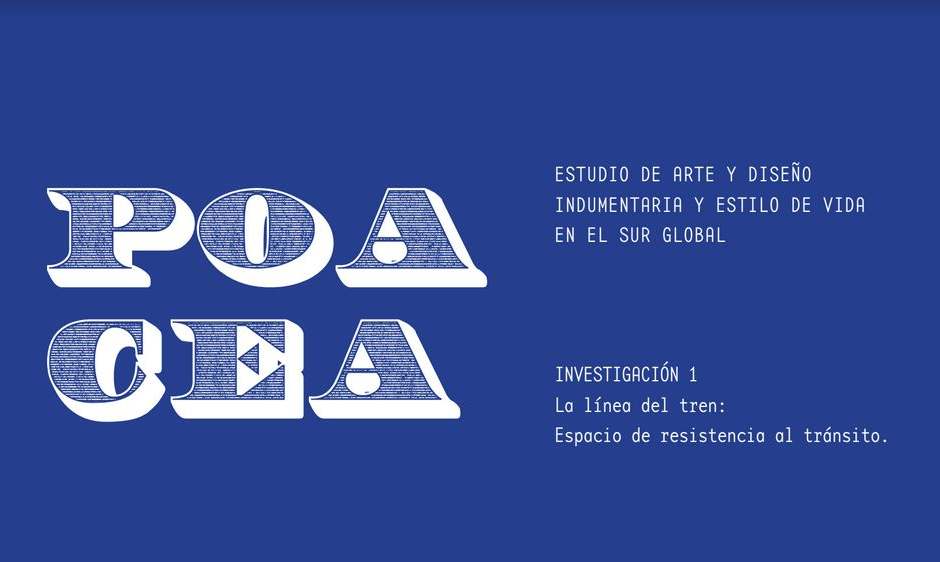 POA
CEA
ESTUDIO DE ARTE Y DISEÑO
INDUMENTARIA Y ESTILO DE VIDA
EN EL SUR GLOBAL
INVESTIGACIÓN 1
La línea del tren:
Espacio de resistencia al tránsito.